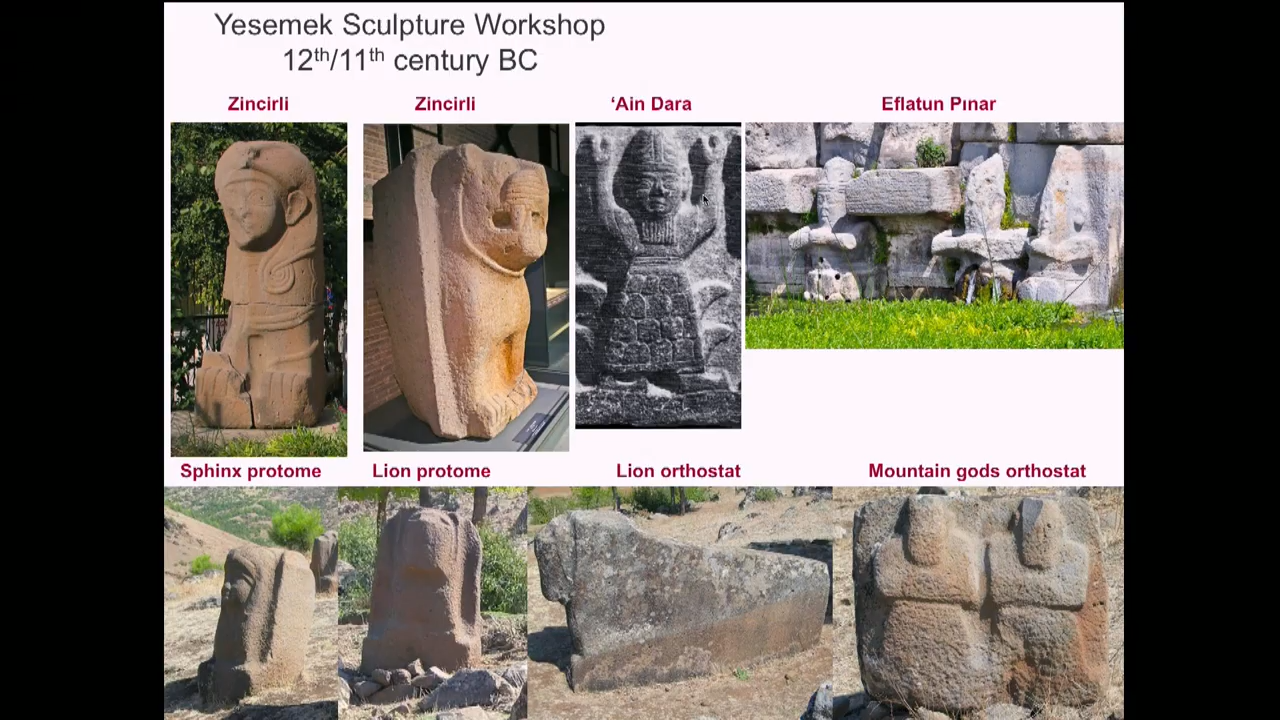 Yesemek Sculpture Workshop
12th/11th century BC
Zincirli
Zincirli
‘Ain Dara
Eflatun Pınar
Sphinx protome
Lion protome
Lion orthostat
Mountain gods orthostat